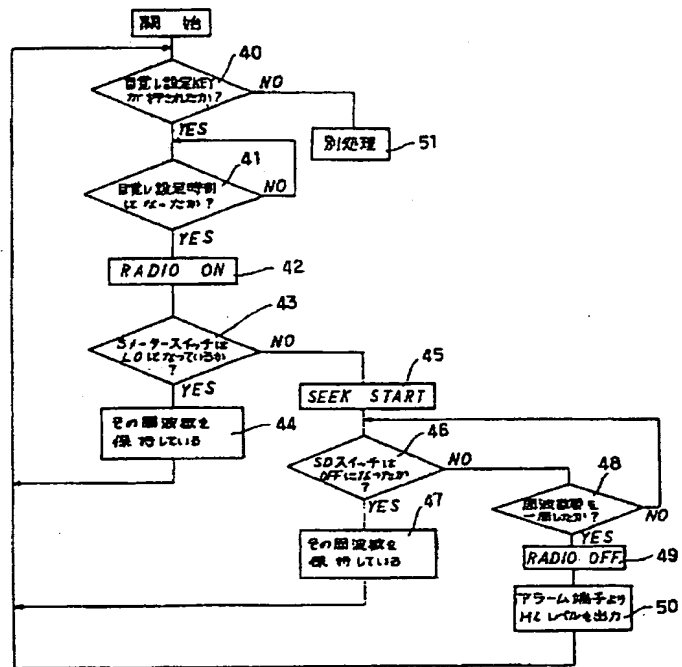 開 始
40
目覚し設定KEY
が押されたか?
NO
YES
別処理
51
41
目覚し設定時刻
になったか?
NO
YES
RADIO ON
42
43
Sメータースイッチは
LOになっているか
?
NO
YES
45
SEEK START
その周波数を
保持している
44
46
SDスイッチは
OFFになったか
?
NO
YES
48
周波数帯を
一周したか?
NO
YES
47
その周波数を
保持している
RADIO OFF
49
アラーム端子より
Hiレベルを出力
50